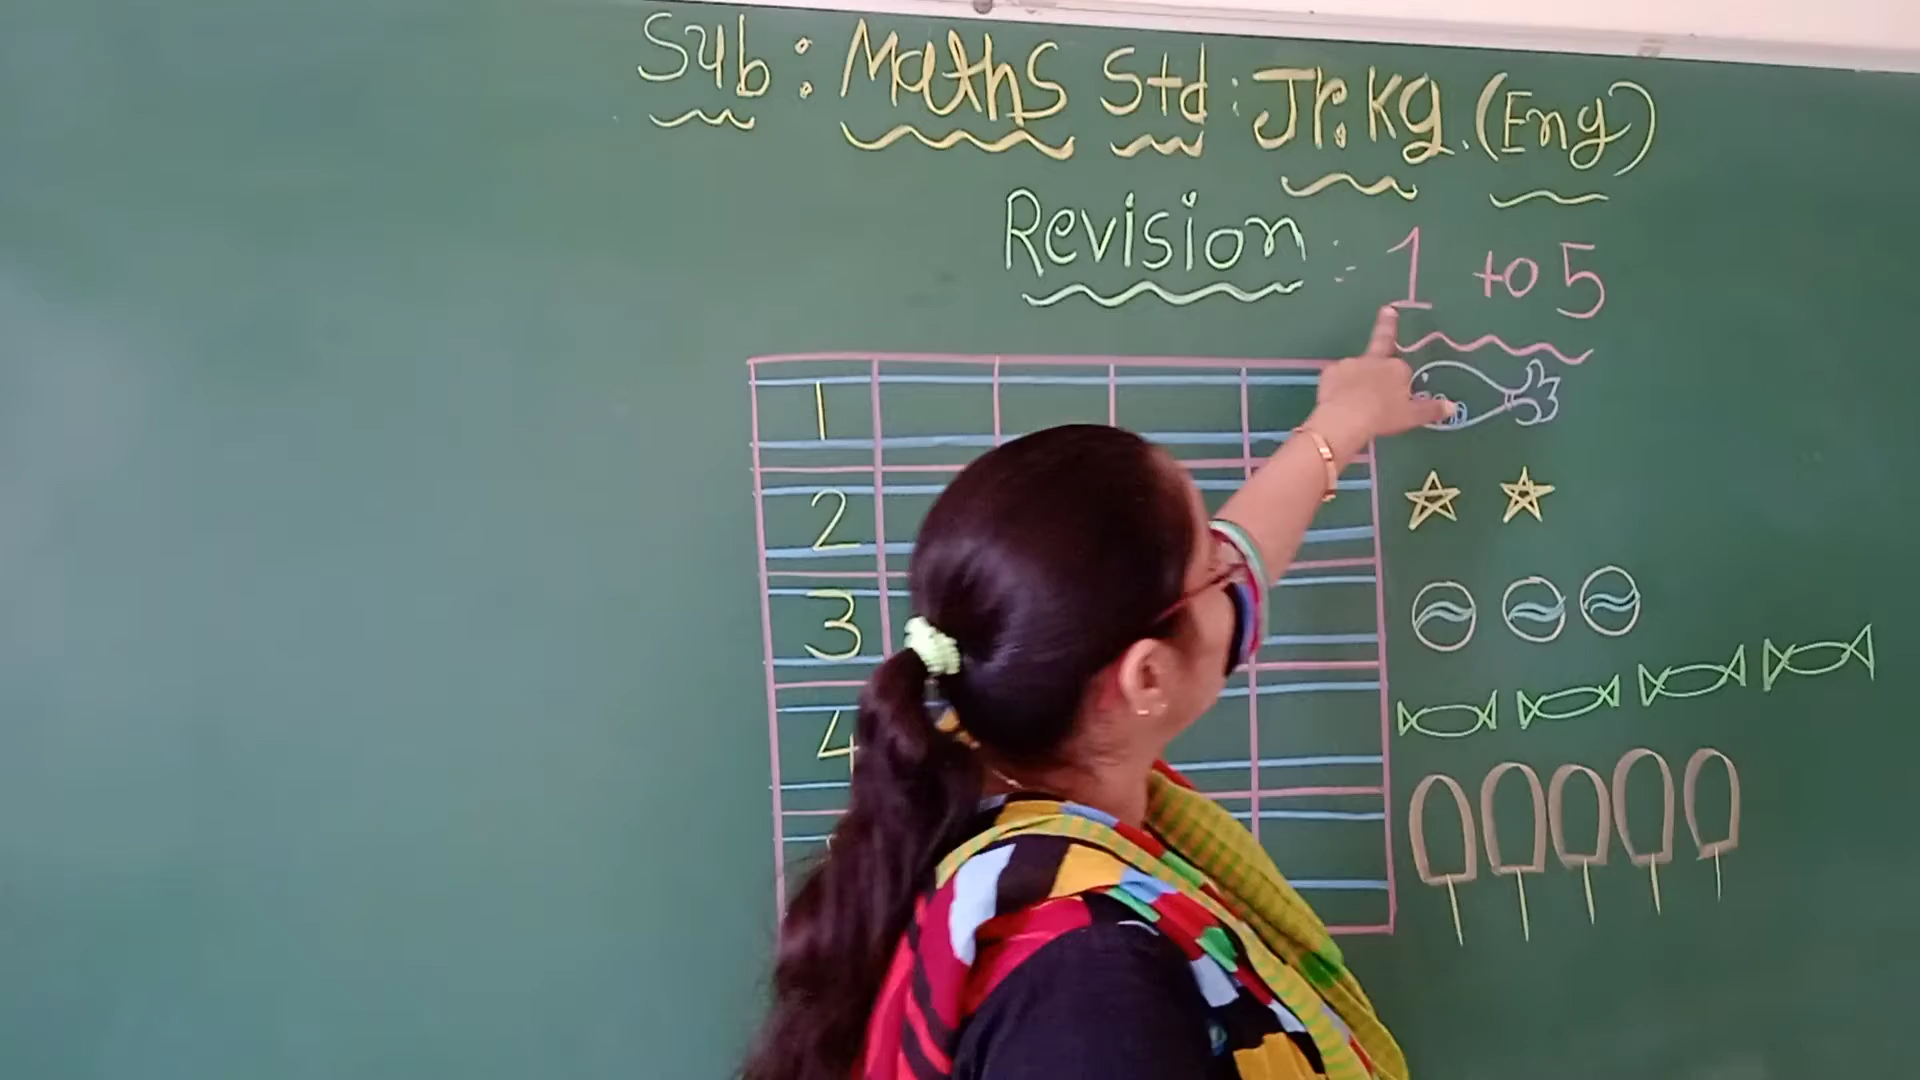 Sub : Maths Std : Jr. Kg. (Eng)
Revision :- 1 to 5
1
2
3
4